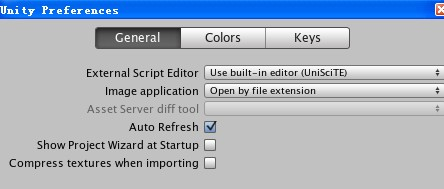 Unity Preferences
General Colors Keys
External Script Editor Use built-in editor (UniSciTE)
Image application Open by file extension
Asset Server diff tool
Auto Refresh
Show Project Wizard at Startup
Compress textures when importing